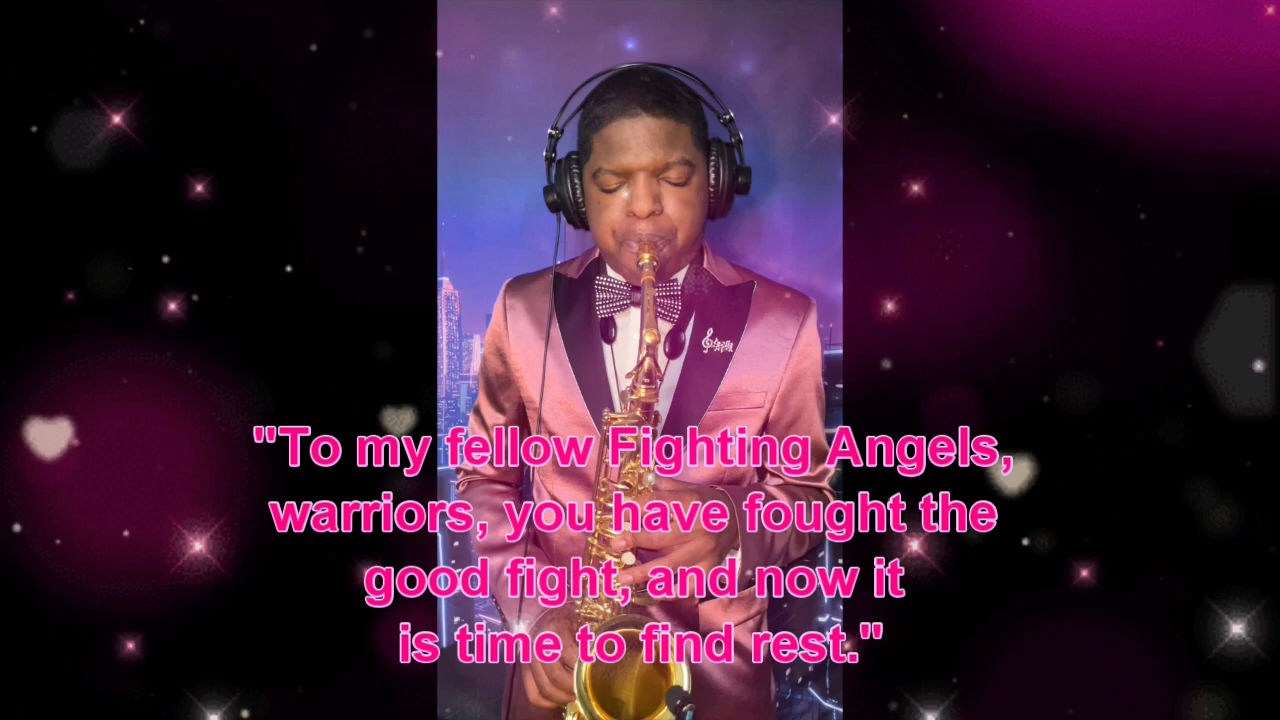 "To my fellow Fighting Angels,
warriors, you have fought the
good fight, and now it
is time to find rest."